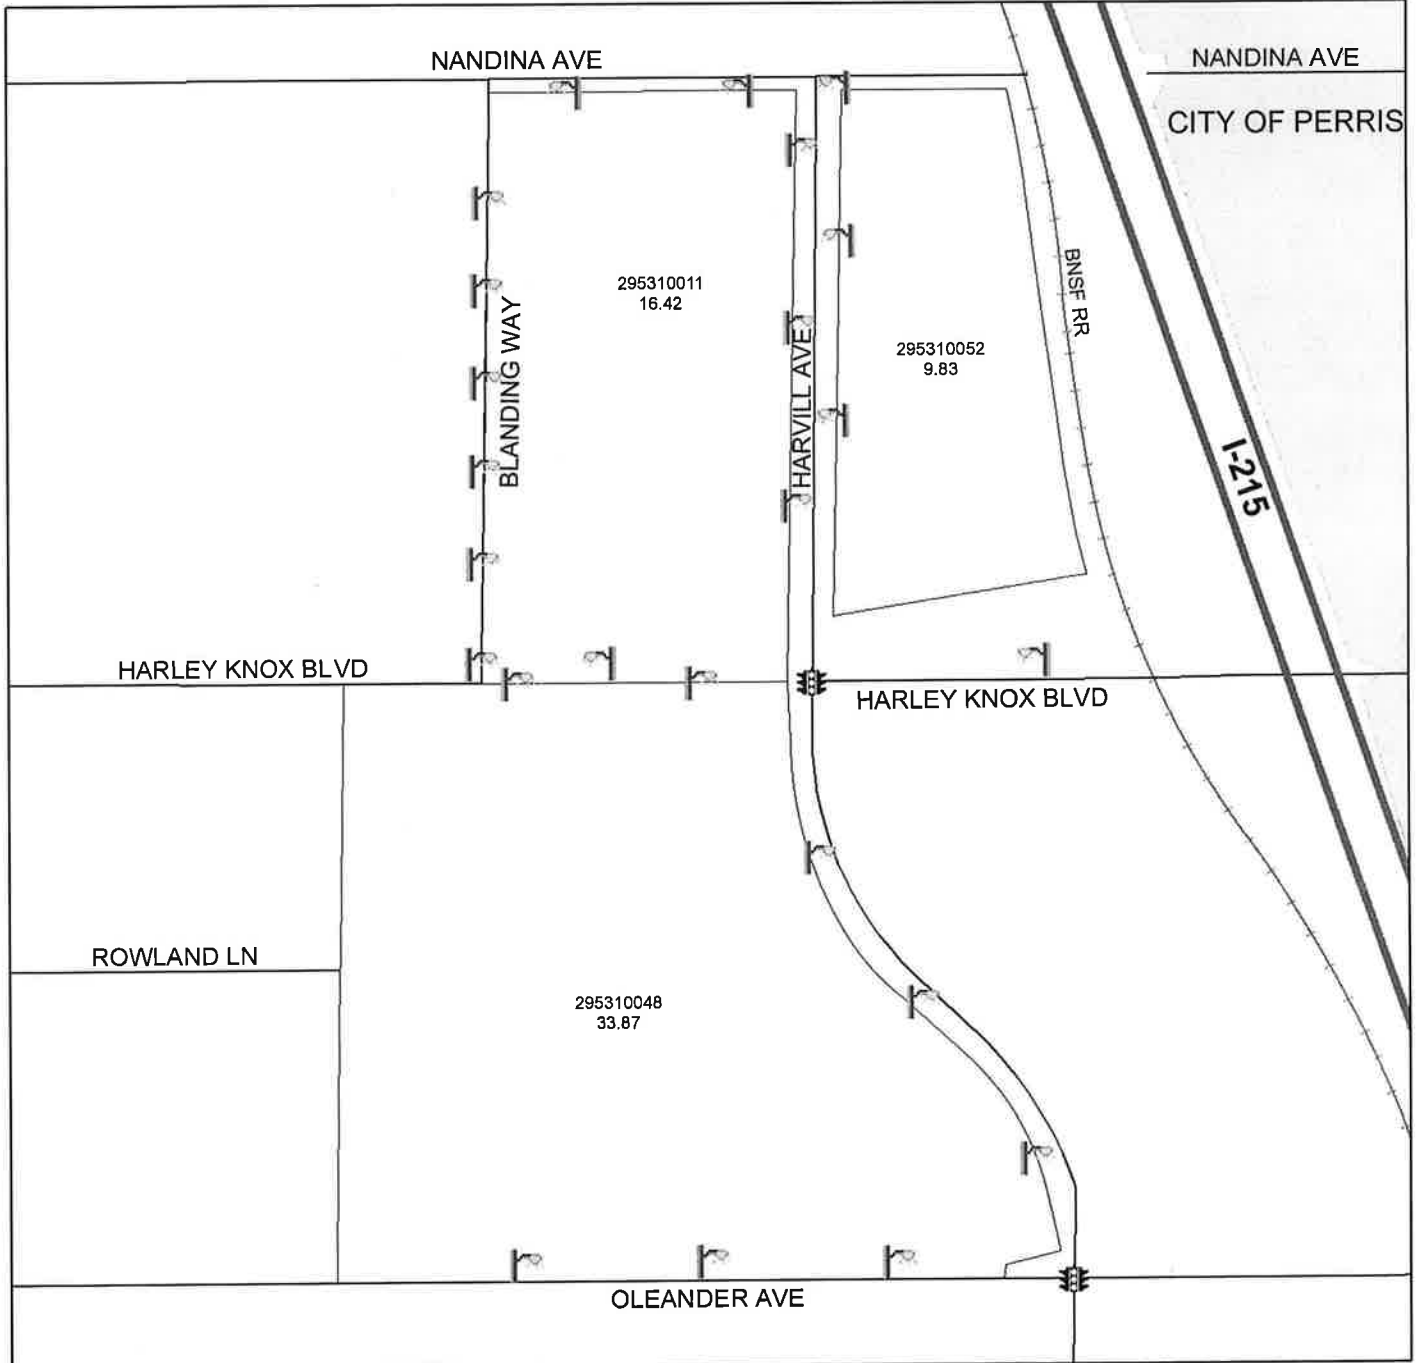 NANDINA AVE
NANDINA AVE
CITY OF PERRIS
295310011
16.42
BLANDING WAY
HARVILL AVE
295310052
9.83
BNSF RR
I-215
HARLEY KNOX BLVD
HARLEY KNOX BLVD
ROWLAND LN
295310048
33.87
OLEANDER AVE